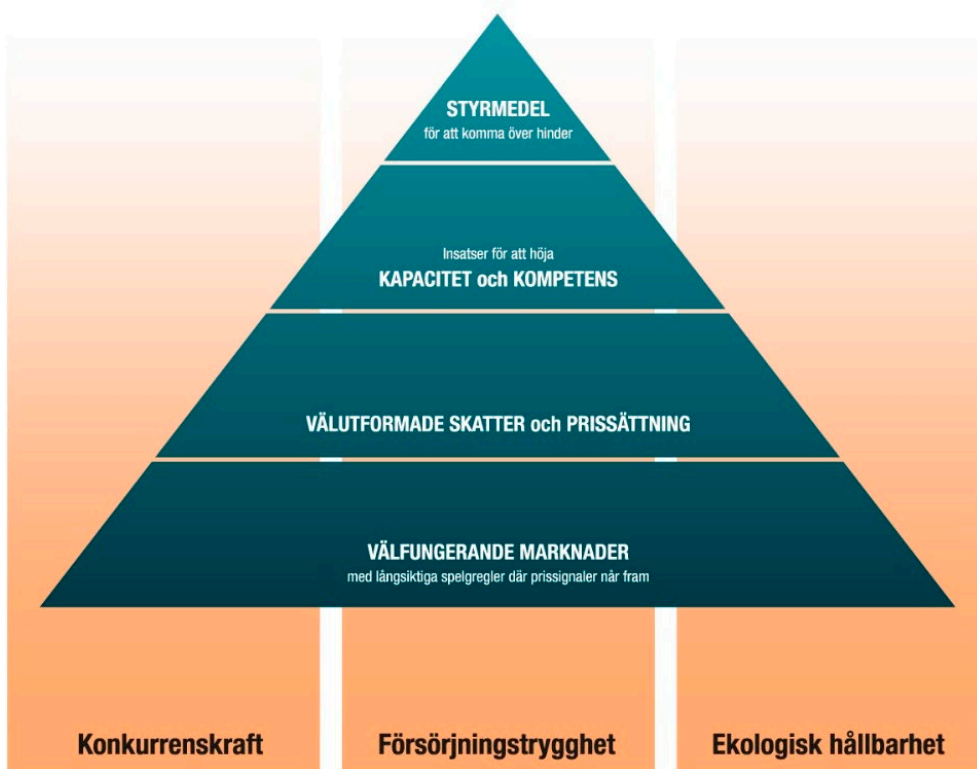 STYRMEDEL
för att komma över hinder
Insatser för att höja
KAPACITET och KOMPETENS
VÄLUTFORMADE SKATTER och PRISSÄTTNING
VÄLFUNGERANDE MARKNADER
med långsiktiga spelregler där prissignaler når fram
Konkurrenskraft
Försörjningstrygghet
Ekologisk hållbarhet